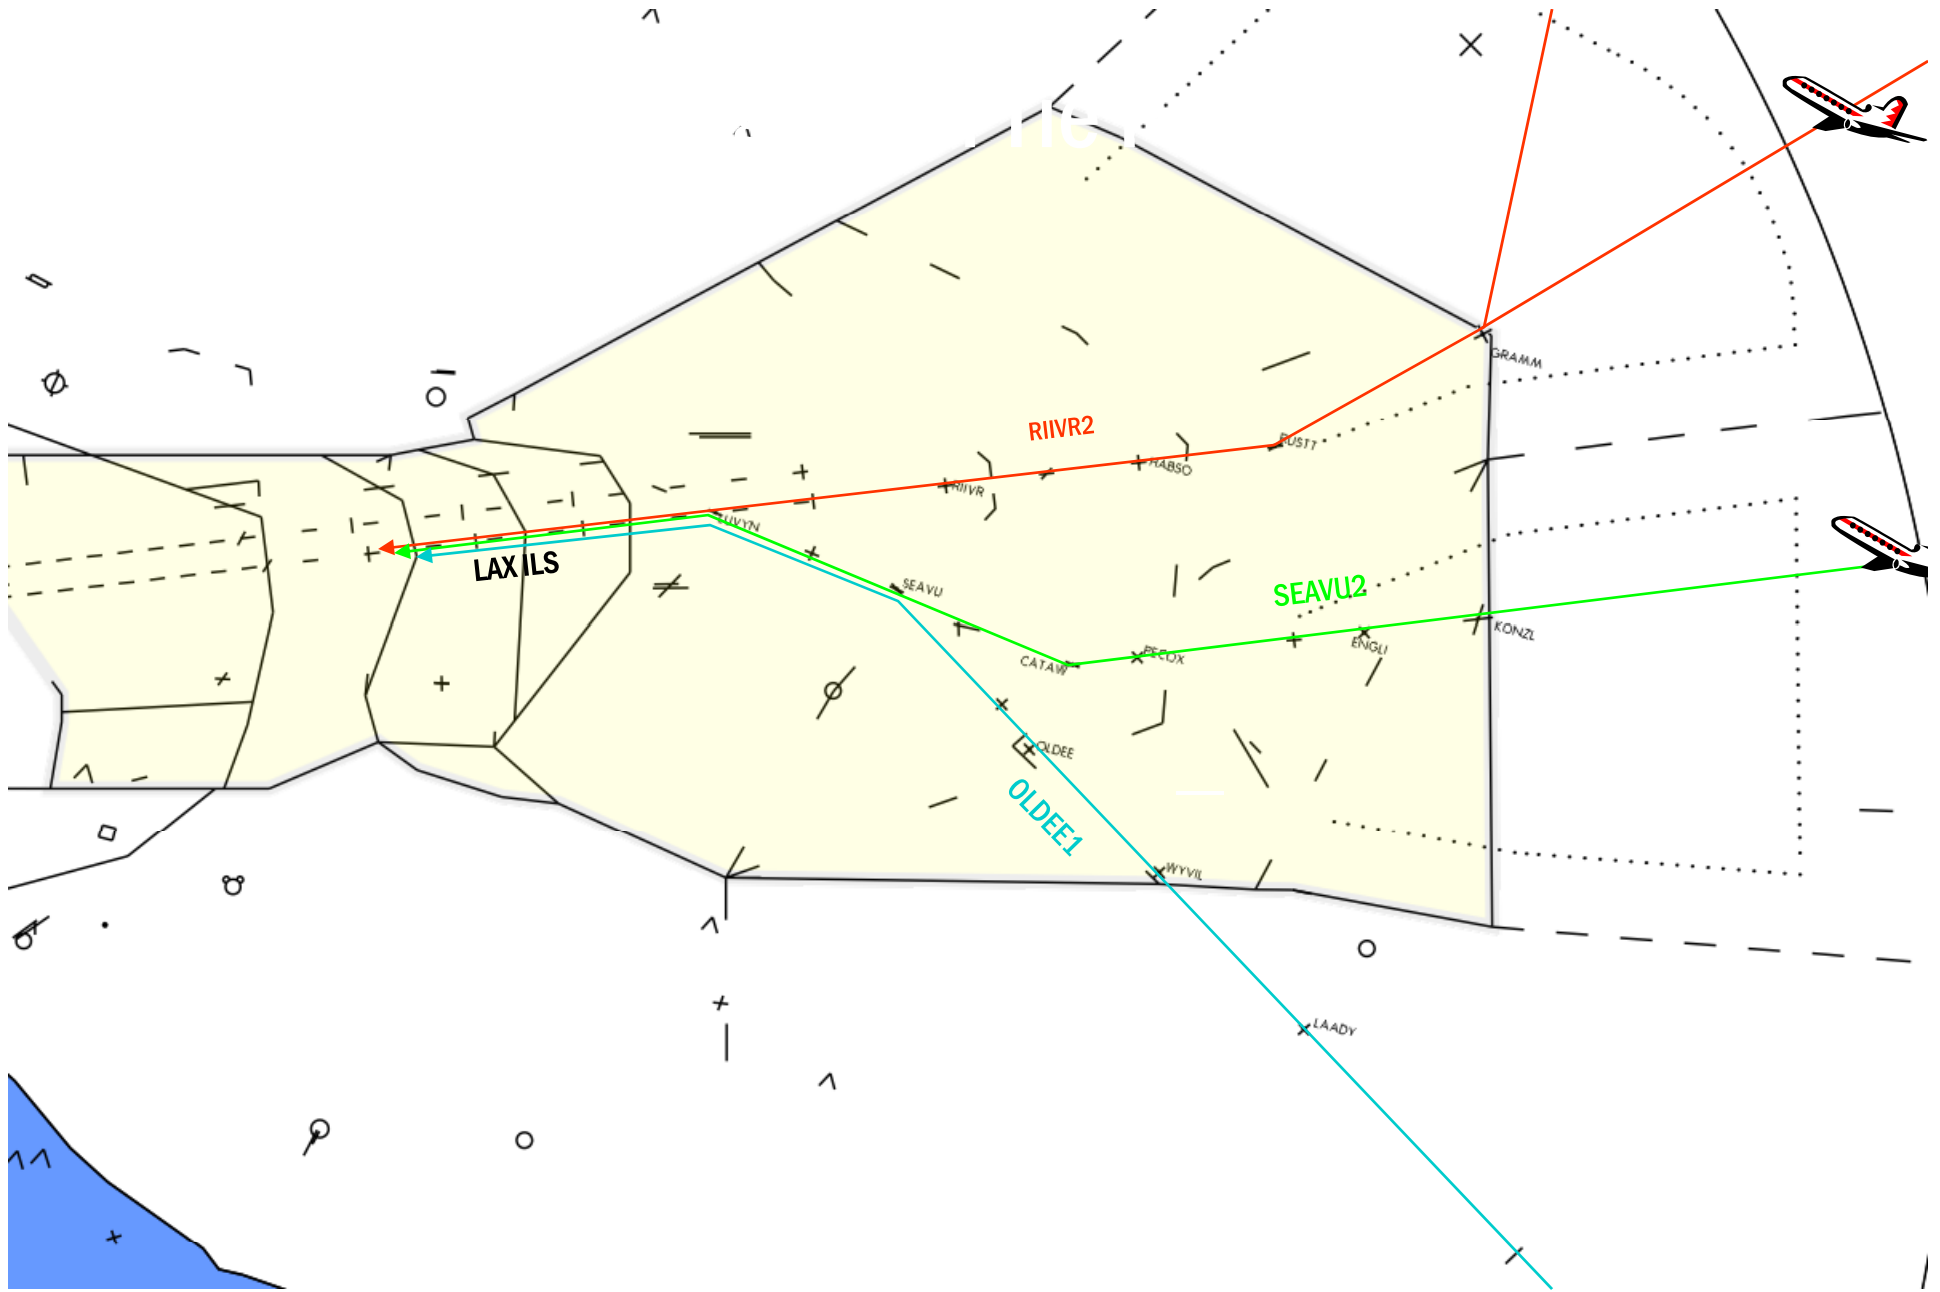 GRAMM
RIIVR2
RUSTT
HABSO
RIIVR
LUVYN
LAX ILS
SEAVU
SEAVU2
KONZL
ENGLI
PECOX
CATAW
OLDEE
OLDEE1
WYVIL
LAADY